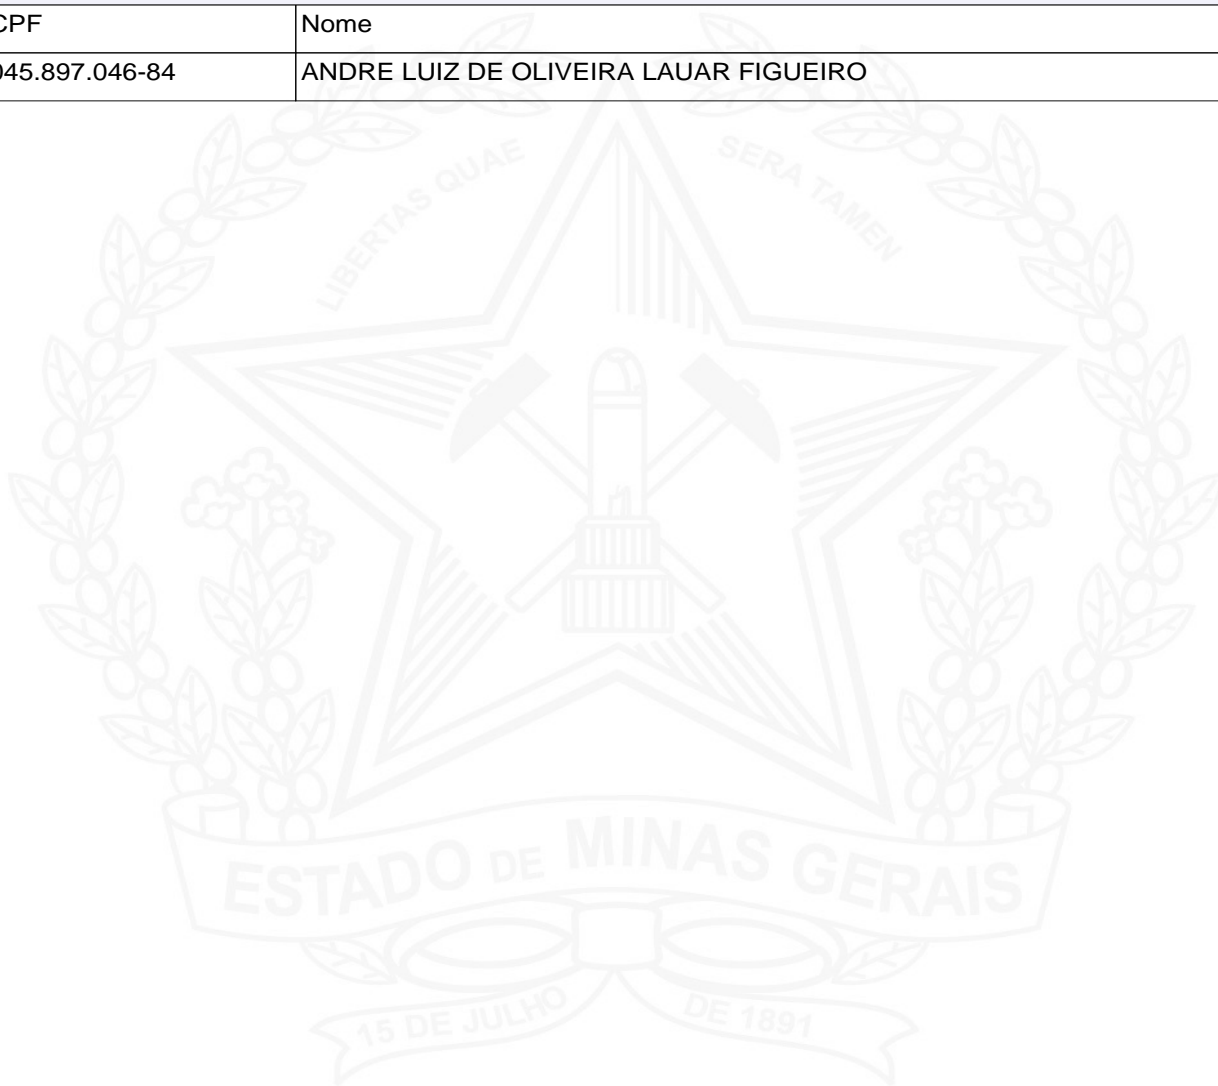 CPF Nome
045.897.046-84 ANDRE LUIZ DE OLIVEIRA LAUAR FIGUEIRO
LIBERTAS QUAE SERA TAMEN
ESTADO DE MINAS GERAIS
15 DE JULHO DE 1891